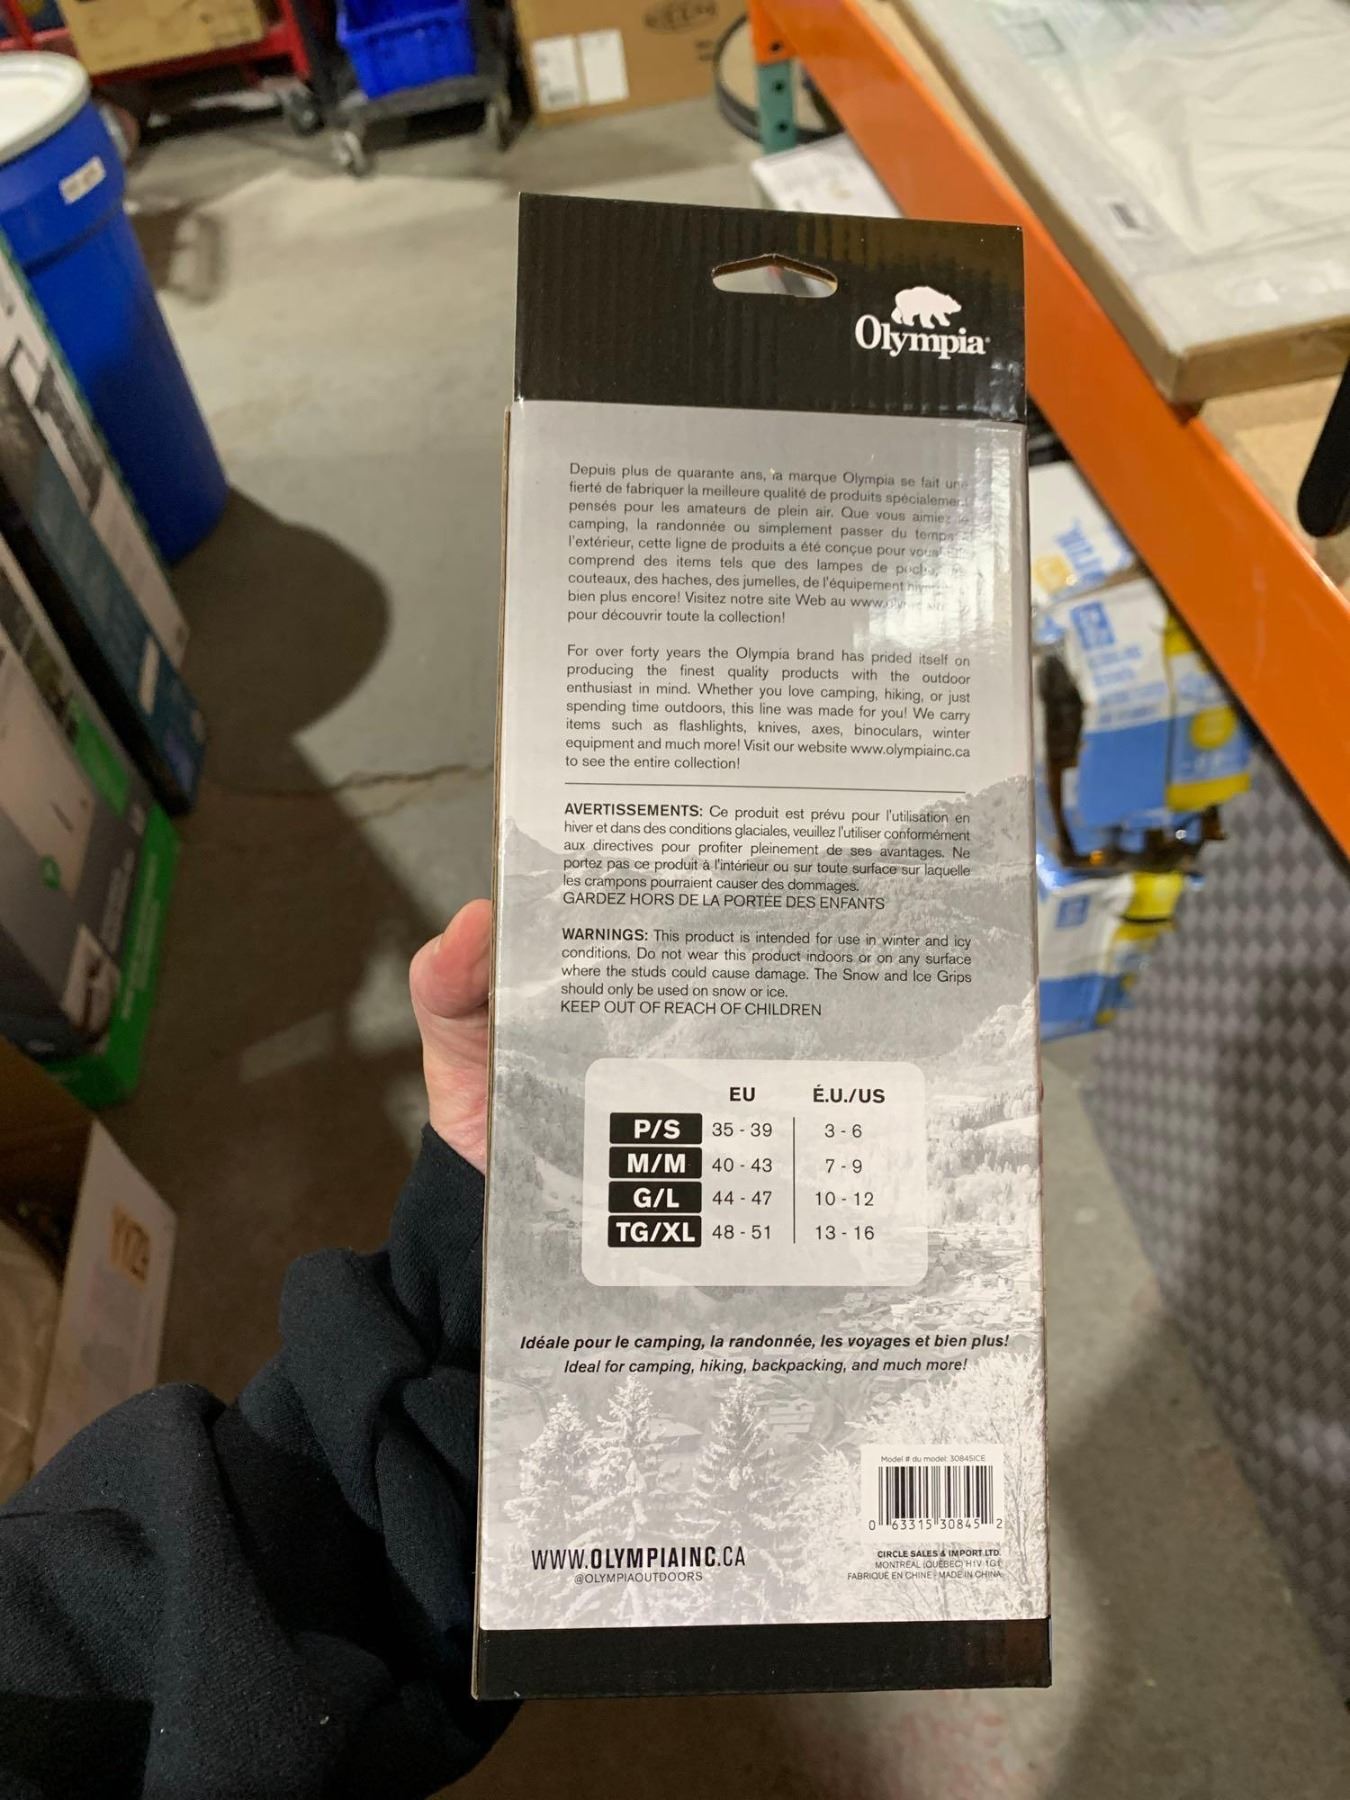 Olympia
Depuis plus de quarante ans, la marque Olympia se fait une
fierté de fabriquer la meilleure qualité de produits spécialement
pensés pour les amateurs de plein air. Que vous aimiez le
camping, la randonnée ou simplement passer du temps à
l'extérieur, cette ligne de produits a été conçue pour vous!
comprend des items tels que des lampes de
couteaux, des haches, des jumelles, de l'équipement
bien plus encore! Visitez notre site Web au
pour découvrir toute la collection!
For over forty years the Olympia brand has prided itself on
producing the finest quality products with the outdoor
enthusiast in mind. Whether you love camping, hiking, or just
spending time outdoors, this line was made for you! We carry
items such as flashlights, knives, axes, binoculars, winter
equipment and much more! Visit our website www.olympiainc.ca
to see the entire collection!
AVERTISSEMENTS: Ce produit est prévu pour l'utilisation en
hiver et dans des conditions glaciales, veuillez l'utiliser conformément
aux directives pour profiter pleinement de ses avantages. Ne
portez pas ce produit à l'intérieur ou sur toute surface sur laquelle
les crampons pourraient causer des dommages.
GARDEZ HORS DE LA PORTÉE DES ENFANTS
WARNINGS: This product is intended for use in winter and icy
conditions. Do not wear this product indoors or on any surface
where the studs could cause damage. The Snow and Ice Grips
should only be used on snow or ice.
KEEP OUT OF REACH OF CHILDREN
EU É.U./US
P/S 35 - 39 3 - 6
M/M 40 - 43 7 - 9
G/L 44 - 47 10 - 12
TG/XL 48 - 51 13 - 16
Idéale pour le camping, la randonnée, les voyages et bien plus!
Ideal for camping, hiking, backpacking, and much more!
Model # du model: 30845ICE
0 63315 30845 2
WWW.OLYMPIAINC.CA
@OLYMPIAOUTDOORS
CIRCLE SALES & IMPORT LTD.
MONTRÉAL (QUÉBEC) H1V 1G1
FABRIQUÉ EN CHINE - MADE IN CHINA